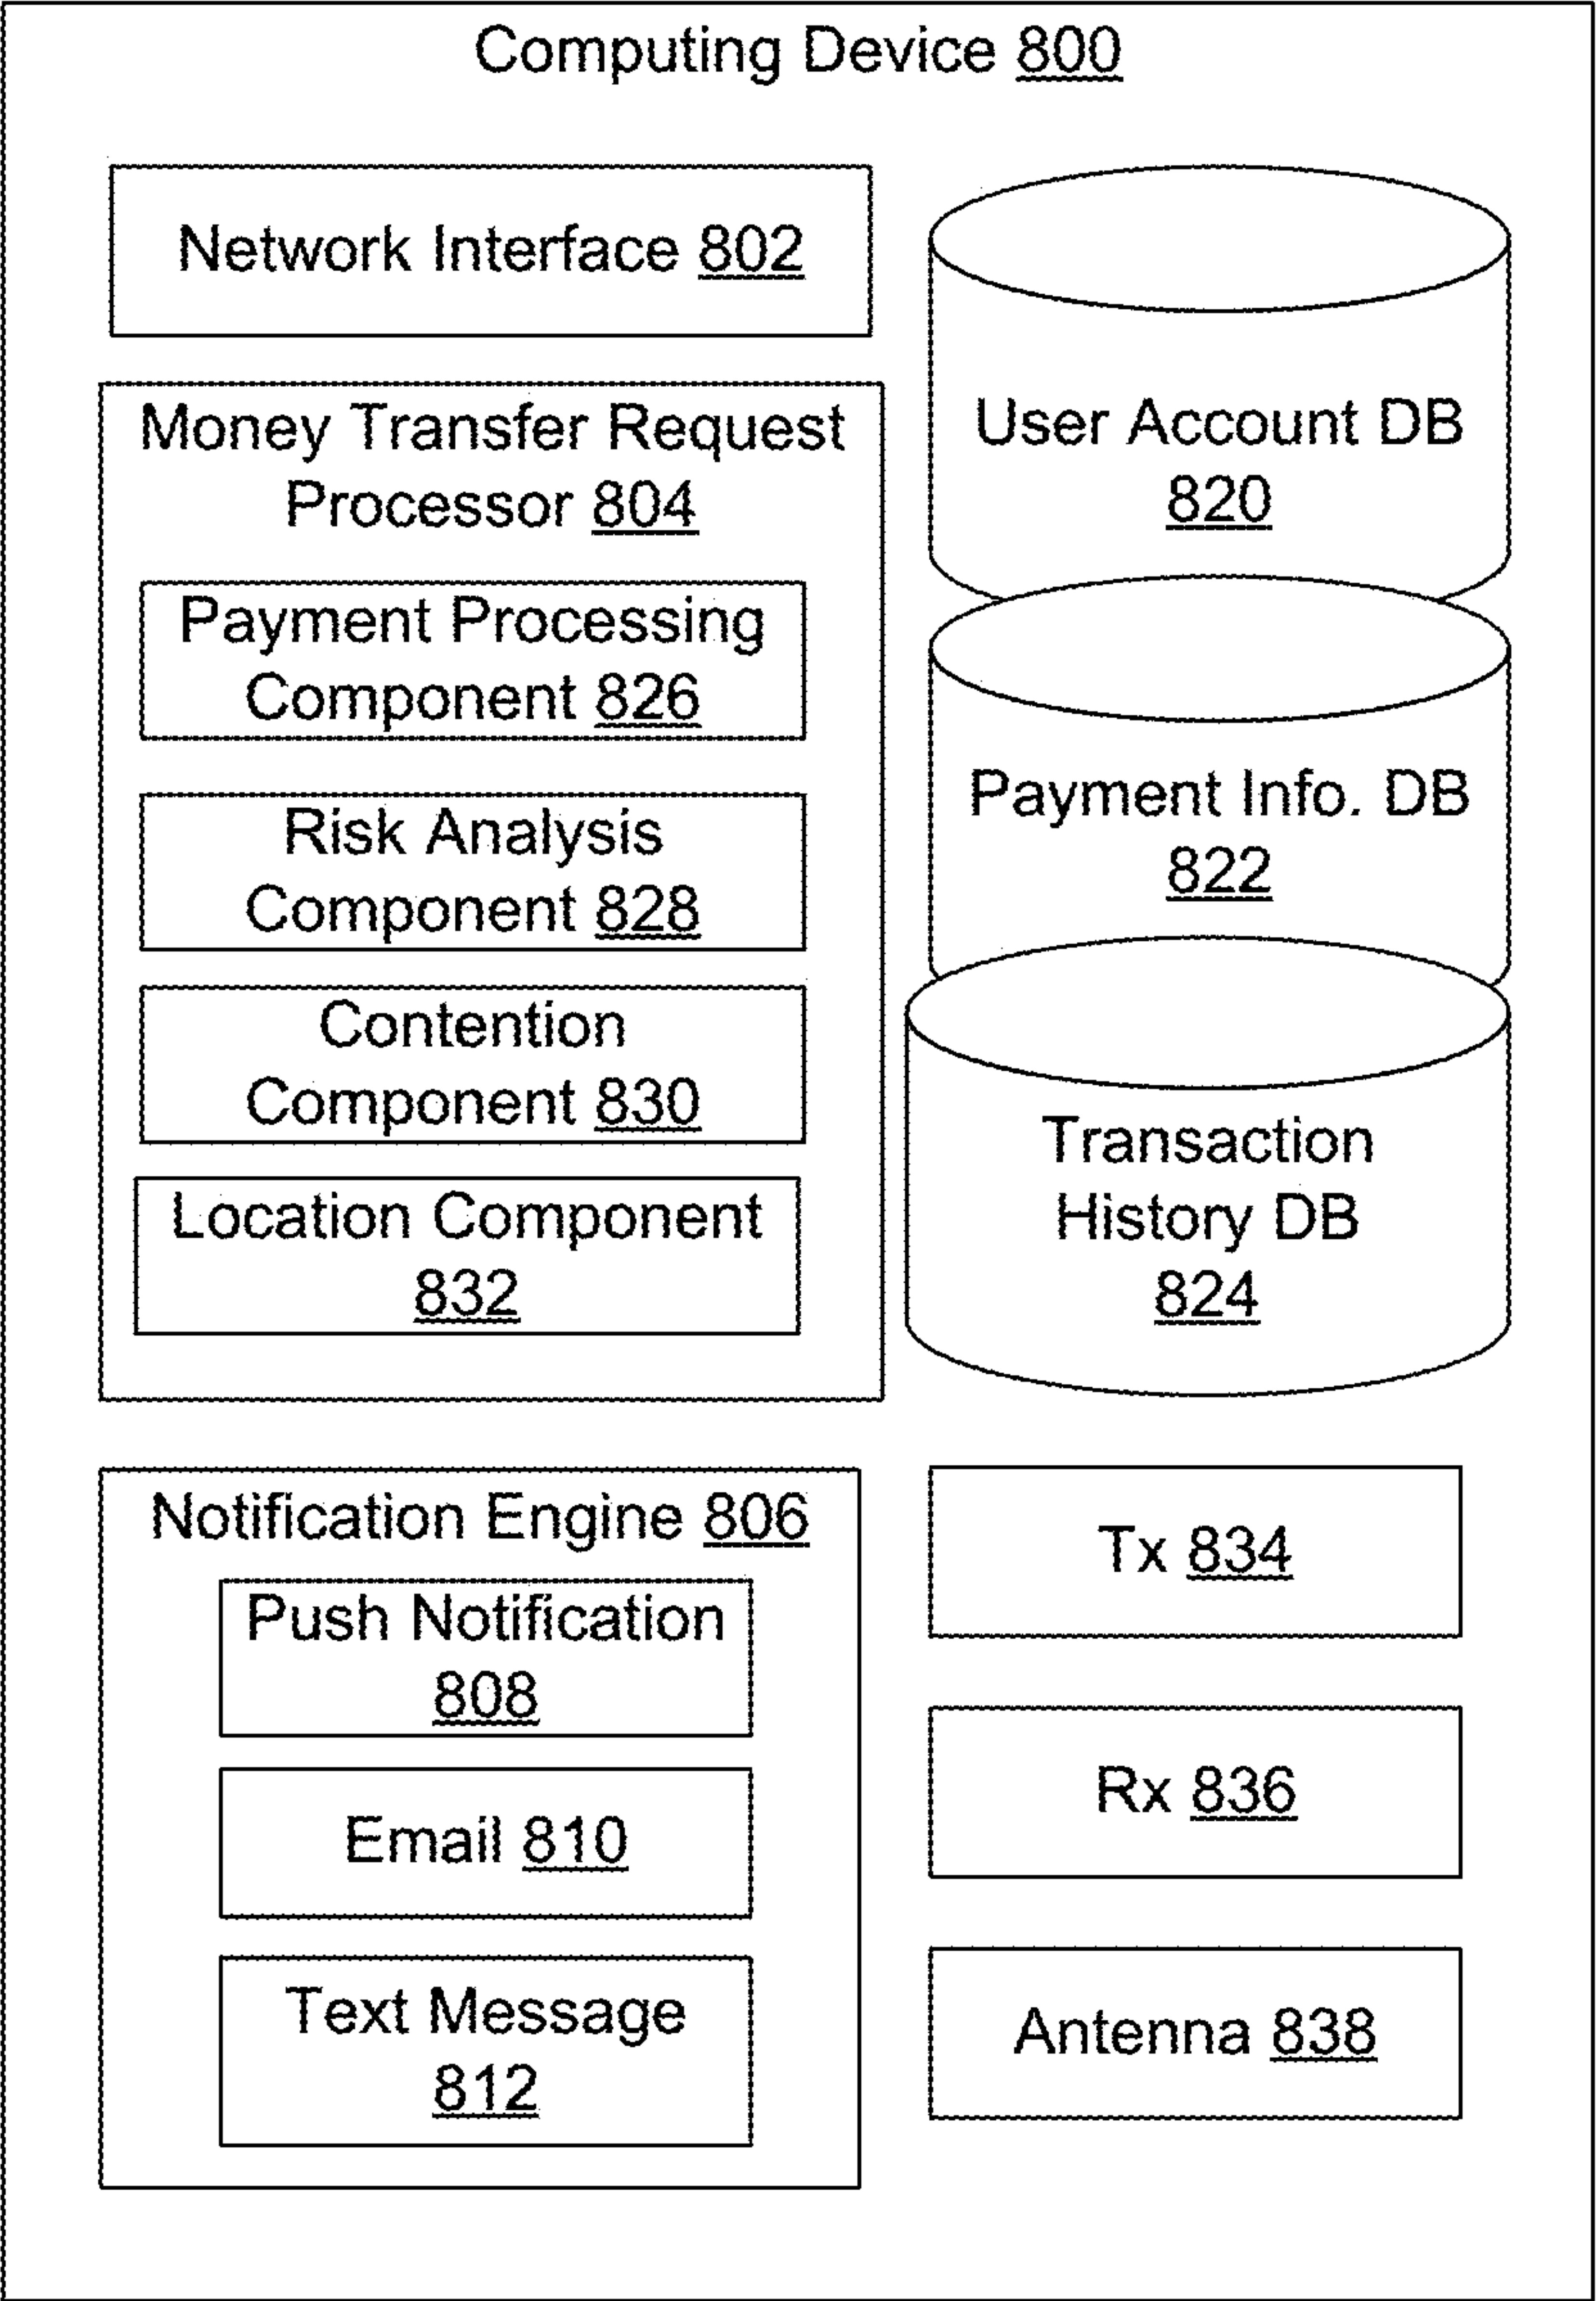 Computing Device 800
Network Interface 802
Money Transfer Request
Processor 804
Payment Processing
Component 826
Risk Analysis
Component 828
Contention
Component 830
Location Component
832
User Account DB
820
Payment Info. DB
822
Transaction
History DB
824
Notification Engine 806
Push Notification
808
Email 810
Text Message
812
Tx 834
Rx 836
Antenna 838